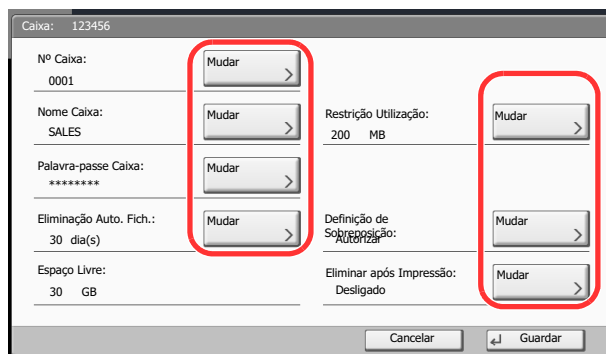 Caixa: 123456
Nº Caixa:
Mudar
0001
Nome Caixa:
Mudar
SALES
Restrição Utilização:
Mudar
200 MB
Palavra-passe Caixa:
Mudar
********
Eliminação Auto. Fich.:
Mudar
30 dia(s)
Definição de
Sobreposição:
Autorizar
Mudar
Espaço Livre:
30 GB
Eliminar após Impressão:
Desligado
Mudar
Cancelar
Guardar